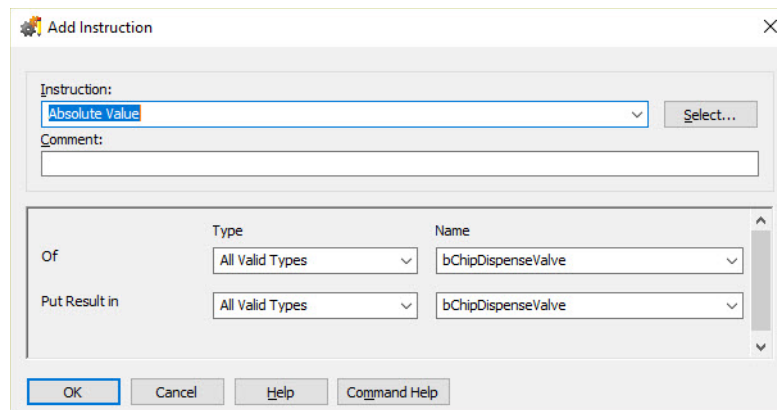 Add Instruction
Instruction:
Absolute Value
Select...
Comment:
Type Name
Of All Valid Types bChipDispenseValve
Put Result in All Valid Types bChipDispenseValve
OK Cancel Help Command Help